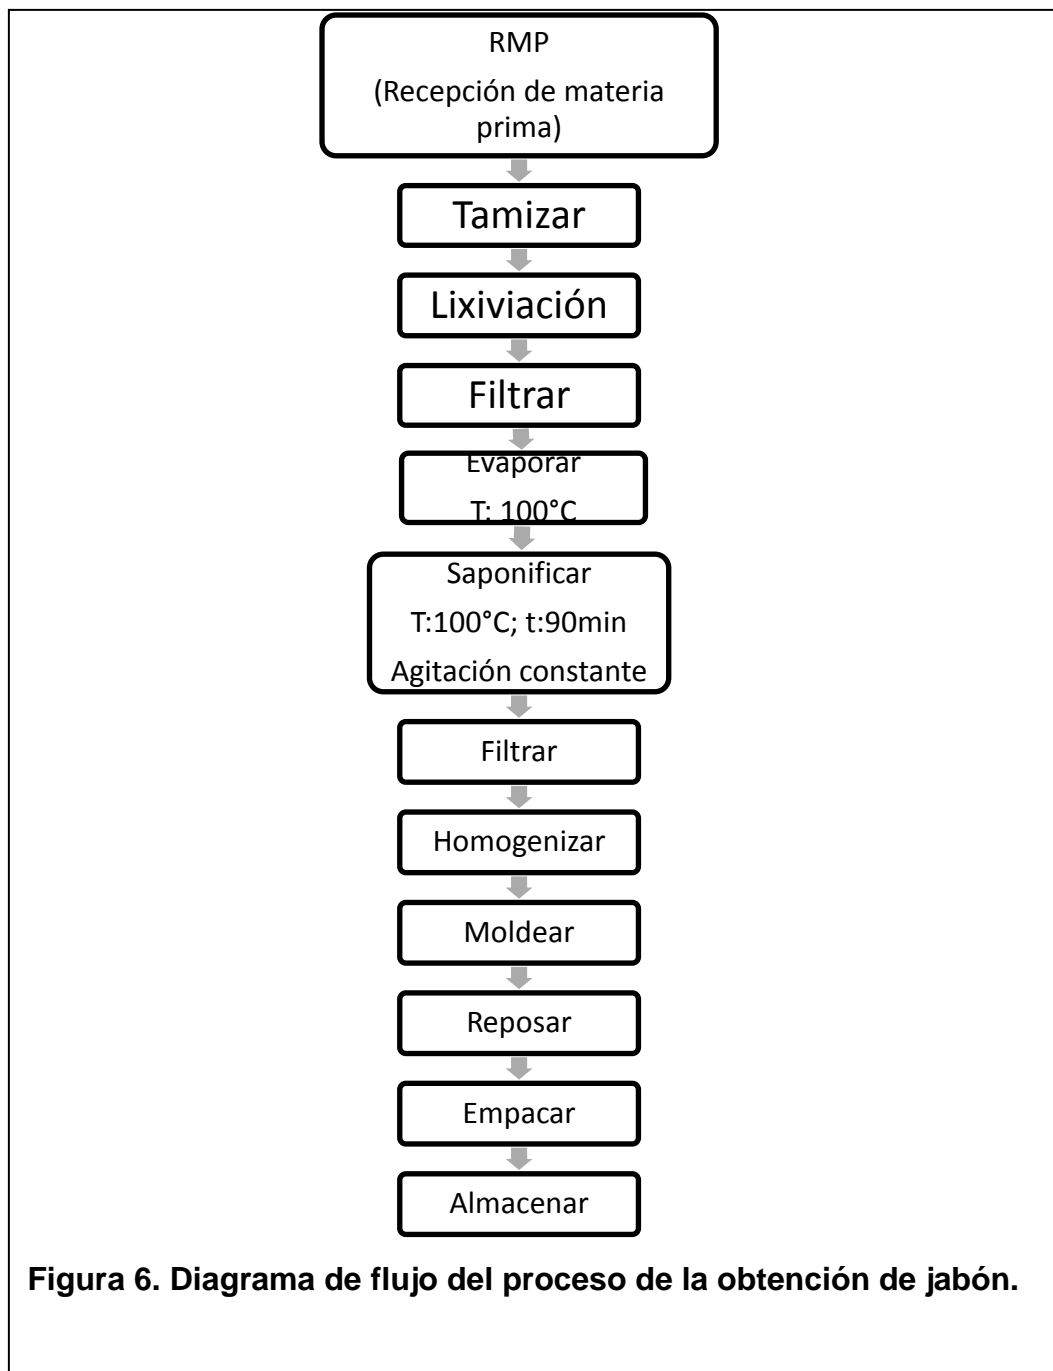 RMP
(Recepción de materia
prima)
Tamizar
Lixiviación
Filtrar
Evaporar
T: 100°C
Saponificar
T:100°C; t:90min
Agitación constante
Filtrar
Homogenizar
Moldear
Reposar
Empacar
Almacenar
Figura 6. Diagrama de flujo del proceso de la obtención de jabón.